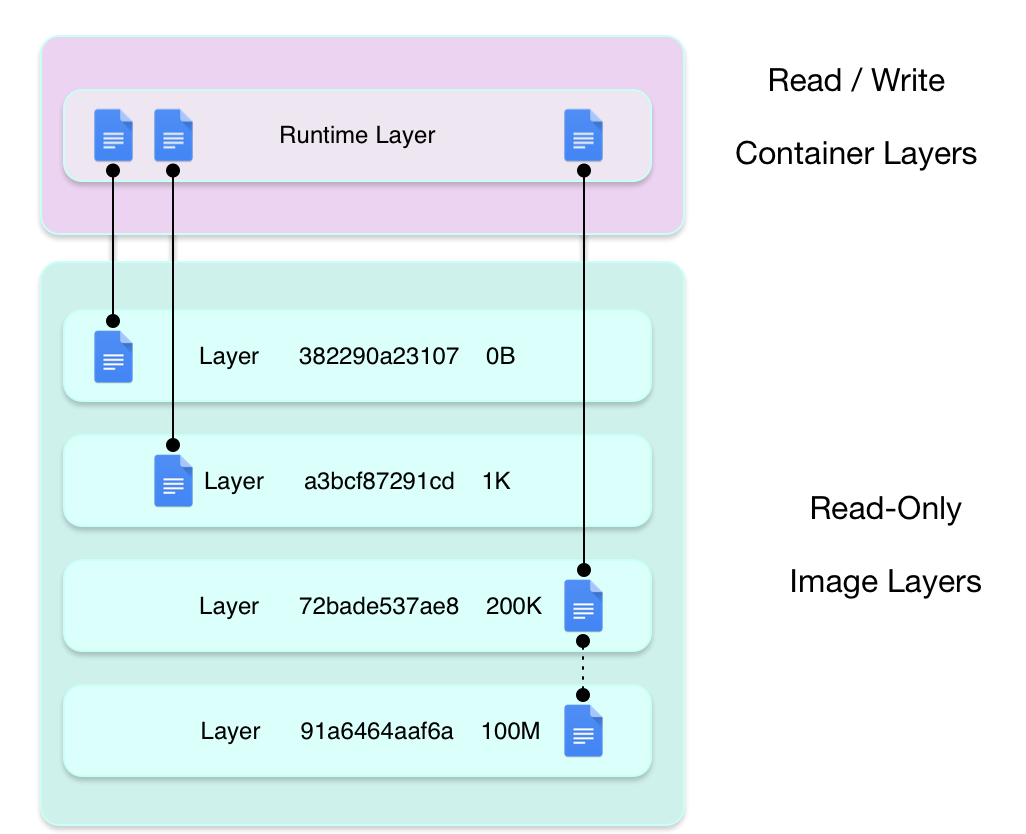 Read / Write
Container Layers
Runtime Layer
Layer 382290a23107 0B
Layer a3bcf87291cd 1K
Read-Only
Image Layers
Layer 72bade537ae8 200K
Layer 91a6464aaf6a 100M